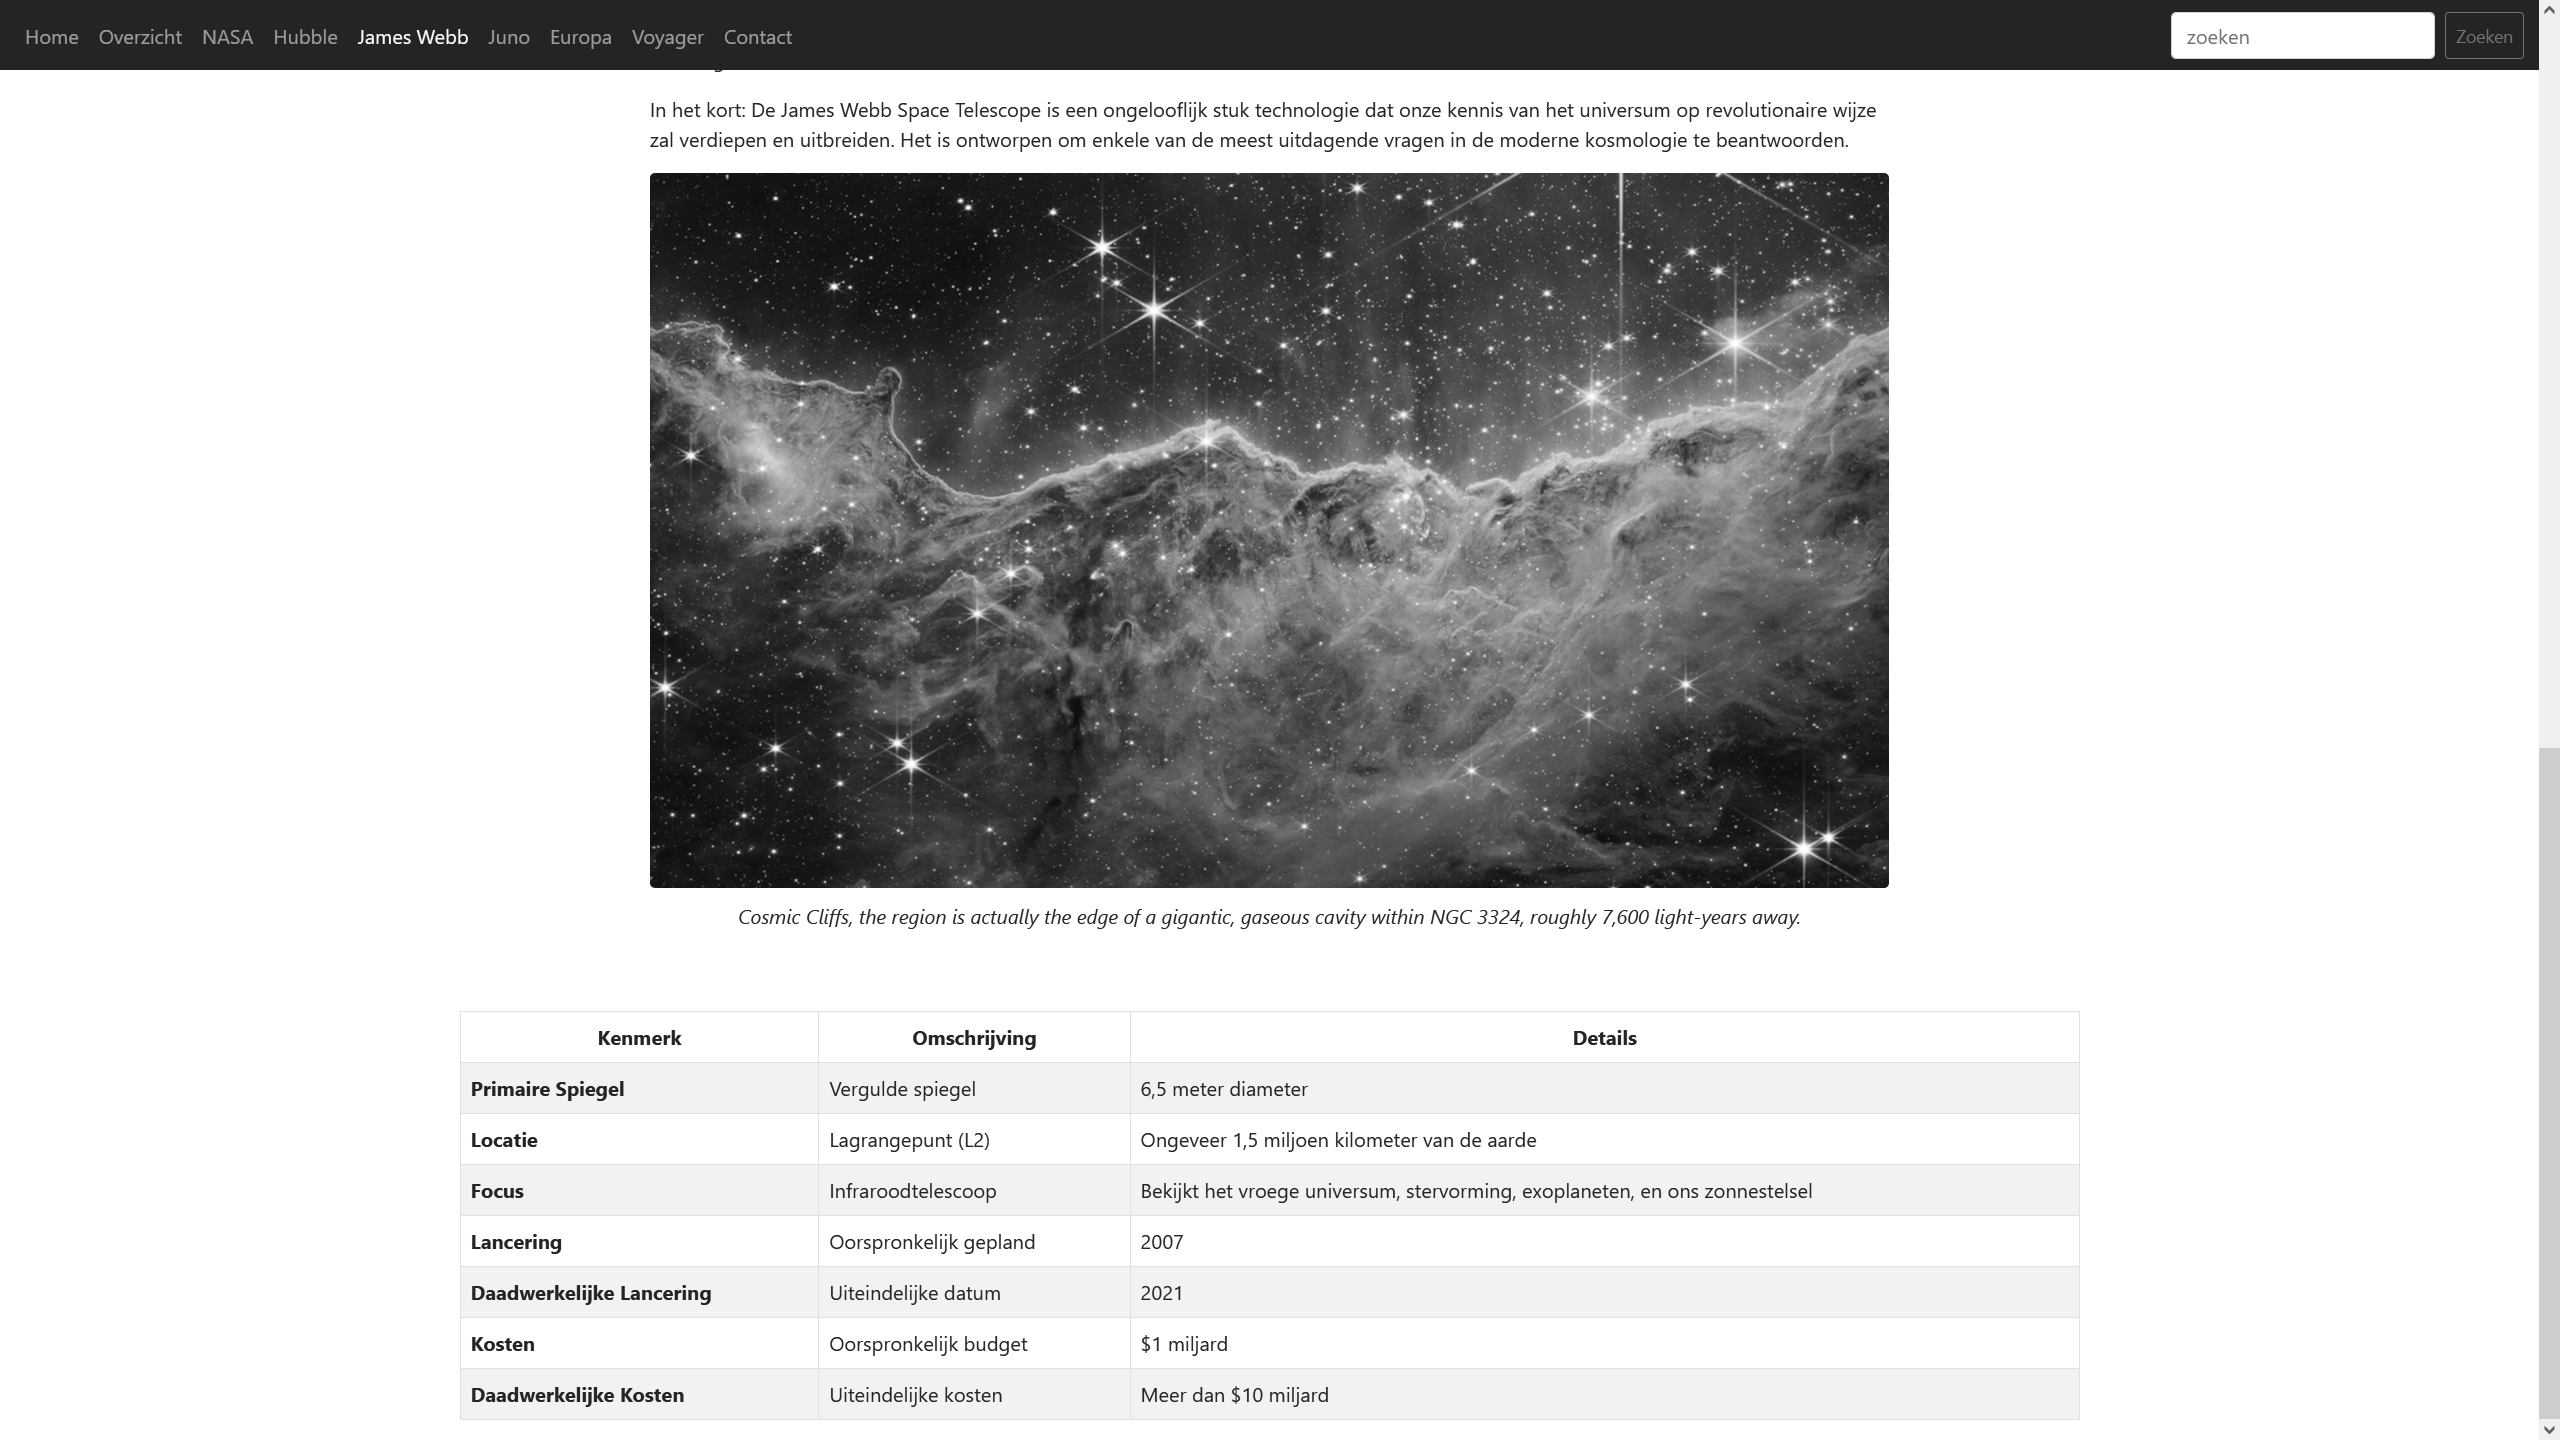 Home Overzicht NASA Hubble James Webb Juno Europa Voyager Contact zoeken Zoeken
In het kort: De James Webb Space Telescope is een ongelooflijk stuk technologie dat onze kennis van het universum op revolutionaire wijze
zal verdiepen en uitbreiden. Het is ontworpen om enkele van de meest uitdagende vragen in de moderne kosmologie te beantwoorden.
Cosmic Cliffs, the region is actually the edge of a gigantic, gaseous cavity within NGC 3324, roughly 7,600 light-years away.
Kenmerk Omschrijving Details
Primaire Spiegel Vergulde spiegel 6,5 meter diameter
Locatie Lagrangepunt (L2) Ongeveer 1,5 miljoen kilometer van de aarde
Focus Infraroodtelescoop Bekijkt het vroege universum, stervorming, exoplaneten, en ons zonnestelsel
Lancering Oorspronkelijk gepland 2007
Daadwerkelijke Lancering Uiteindelijke datum 2021
Kosten Oorspronkelijk budget $1 miljard
Daadwerkelijke Kosten Uiteindelijke kosten Meer dan $10 miljard